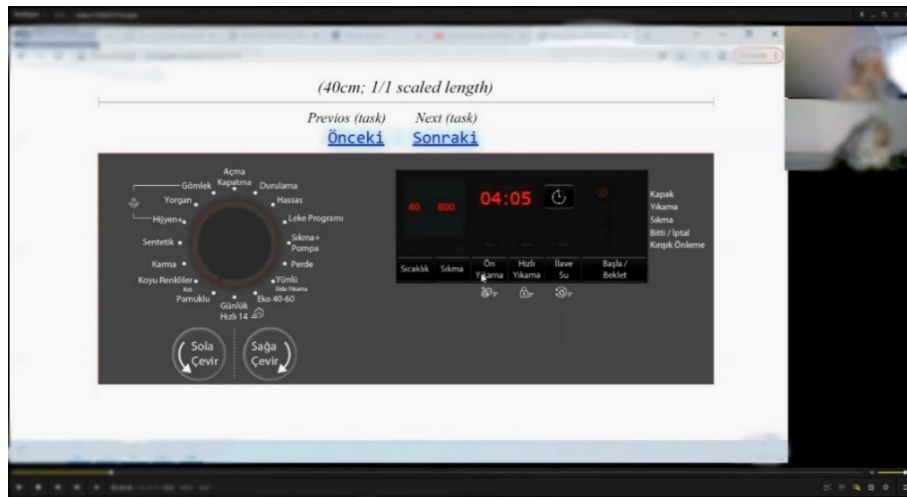 (40cm; 1/1 scaled length)
Previos (task) Next (task)
Önceki Sonraki
Açma
Kapatma
Gömlek
Durulama
Yorgan
Hassas
Hijyen+
Leke Programı
Sentetik
Sıkma+
Pompa
Karma
Perde
Koyu Renkliler
Kot
Yünlü
Elde Yıkama
Pamuklu
Eko 40-60
Günlük
Hızlı 14
Sola
Çevir
Sağa
Çevir
40 800 04:05
Sıcaklık
Sıkma
Ön
Yıkama
Hızlı
Yıkama
İlave
Su
Başla /
Beklet
Kapak
Yıkama
Sıkma
Bitti / İptal
Kırışık Önleme